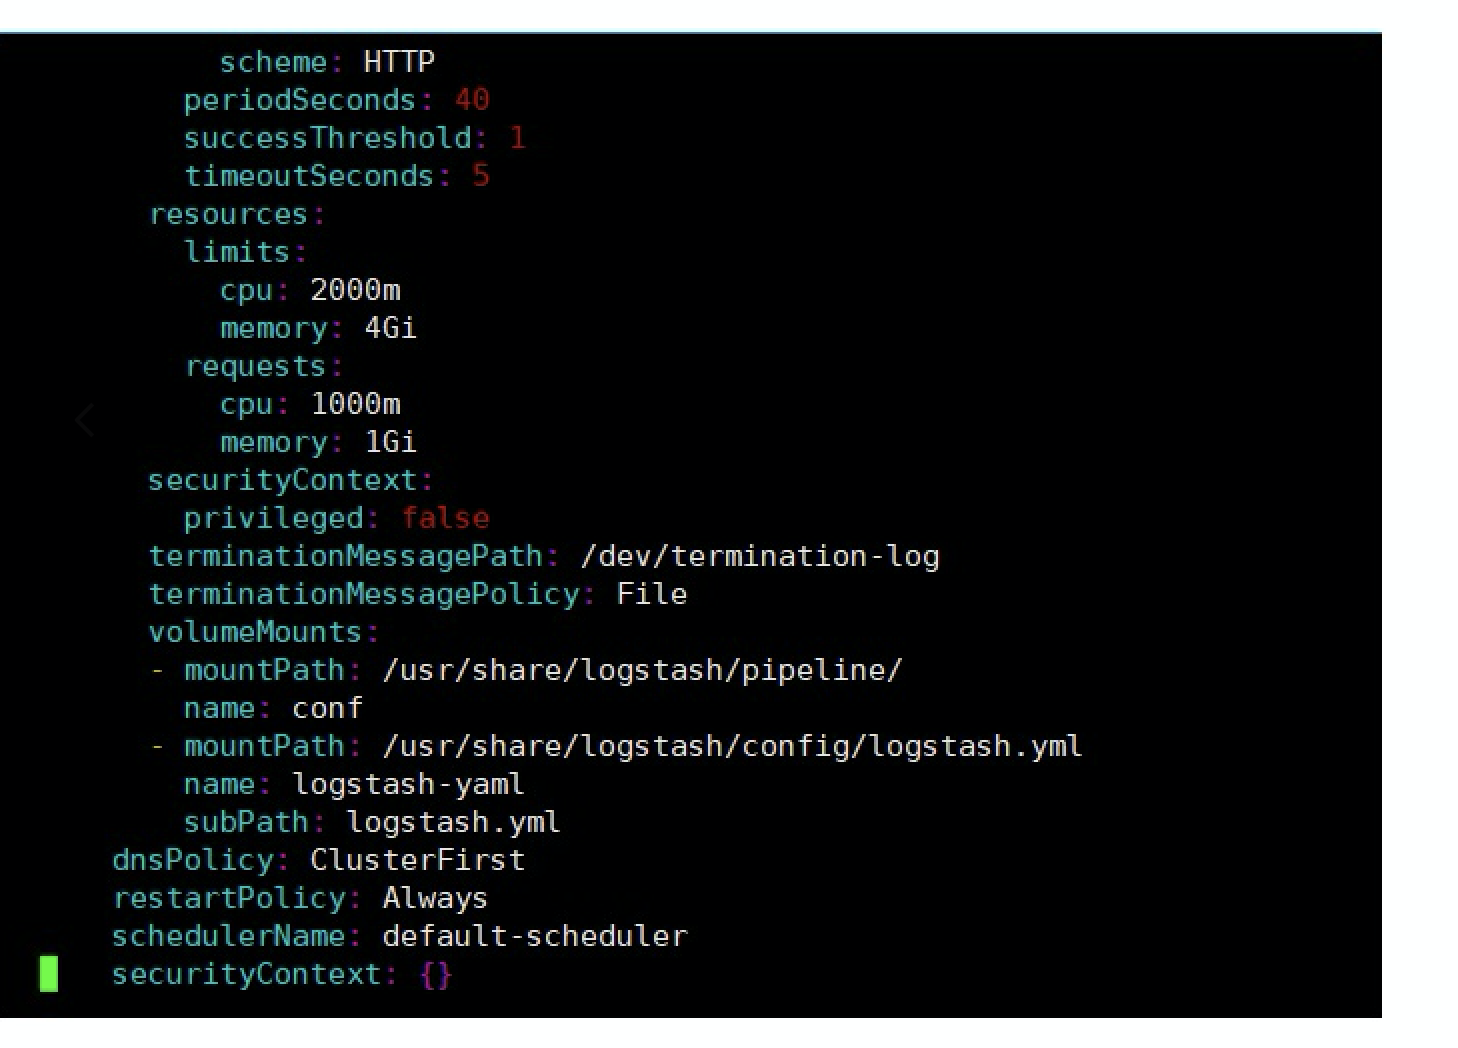 scheme: HTTP
periodSeconds: 40
successThreshold: 1
timeoutSeconds: 5
resources:
limits:
cpu: 2000m
memory: 4Gi
requests:
cpu: 1000m
memory: 1Gi
securityContext:
privileged: false
terminationMessagePath: /dev/termination-log
terminationMessagePolicy: File
volumeMounts:
- mountPath: /usr/share/logstash/pipeline/
name: conf
- mountPath: /usr/share/logstash/config/logstash.yml
name: logstash-yaml
subPath: logstash.yml
dnsPolicy: ClusterFirst
restartPolicy: Always
schedulerName: default-scheduler
securityContext: {}